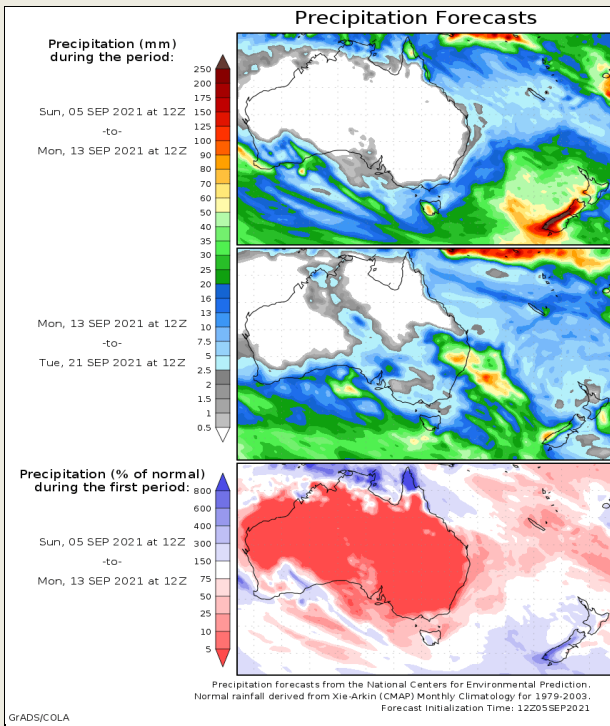 Precipitation Forecasts
Precipitation (mm)
during the period:
Sun, 05 SEP 2021 at 12Z
-to-
Mon, 13 SEP 2021 at 12Z
250
200
175
150
125
100
90
80
70
60
50
40
35
30
25
20
16
13
10
7.5
5
2.5
2
1.5
1
0.5
Mon, 13 SEP 2021 at 12Z
-to-
Tue, 21 SEP 2021 at 12Z
Precipitation (% of normal)
during the first period:
Sun, 05 SEP 2021 at 12Z
-to-
Mon, 13 SEP 2021 at 12Z
800
600
400
300
150
75
50
25
10
5
Precipitation forecasts from the National Centers for Environmental Prediction.
Normal rainfall derived from Xie-Arkin (CMAP) Monthly Climatology for 1979-2003.
Forecast Initialization Time: 12Z05SEP2021
GrADS/COLA